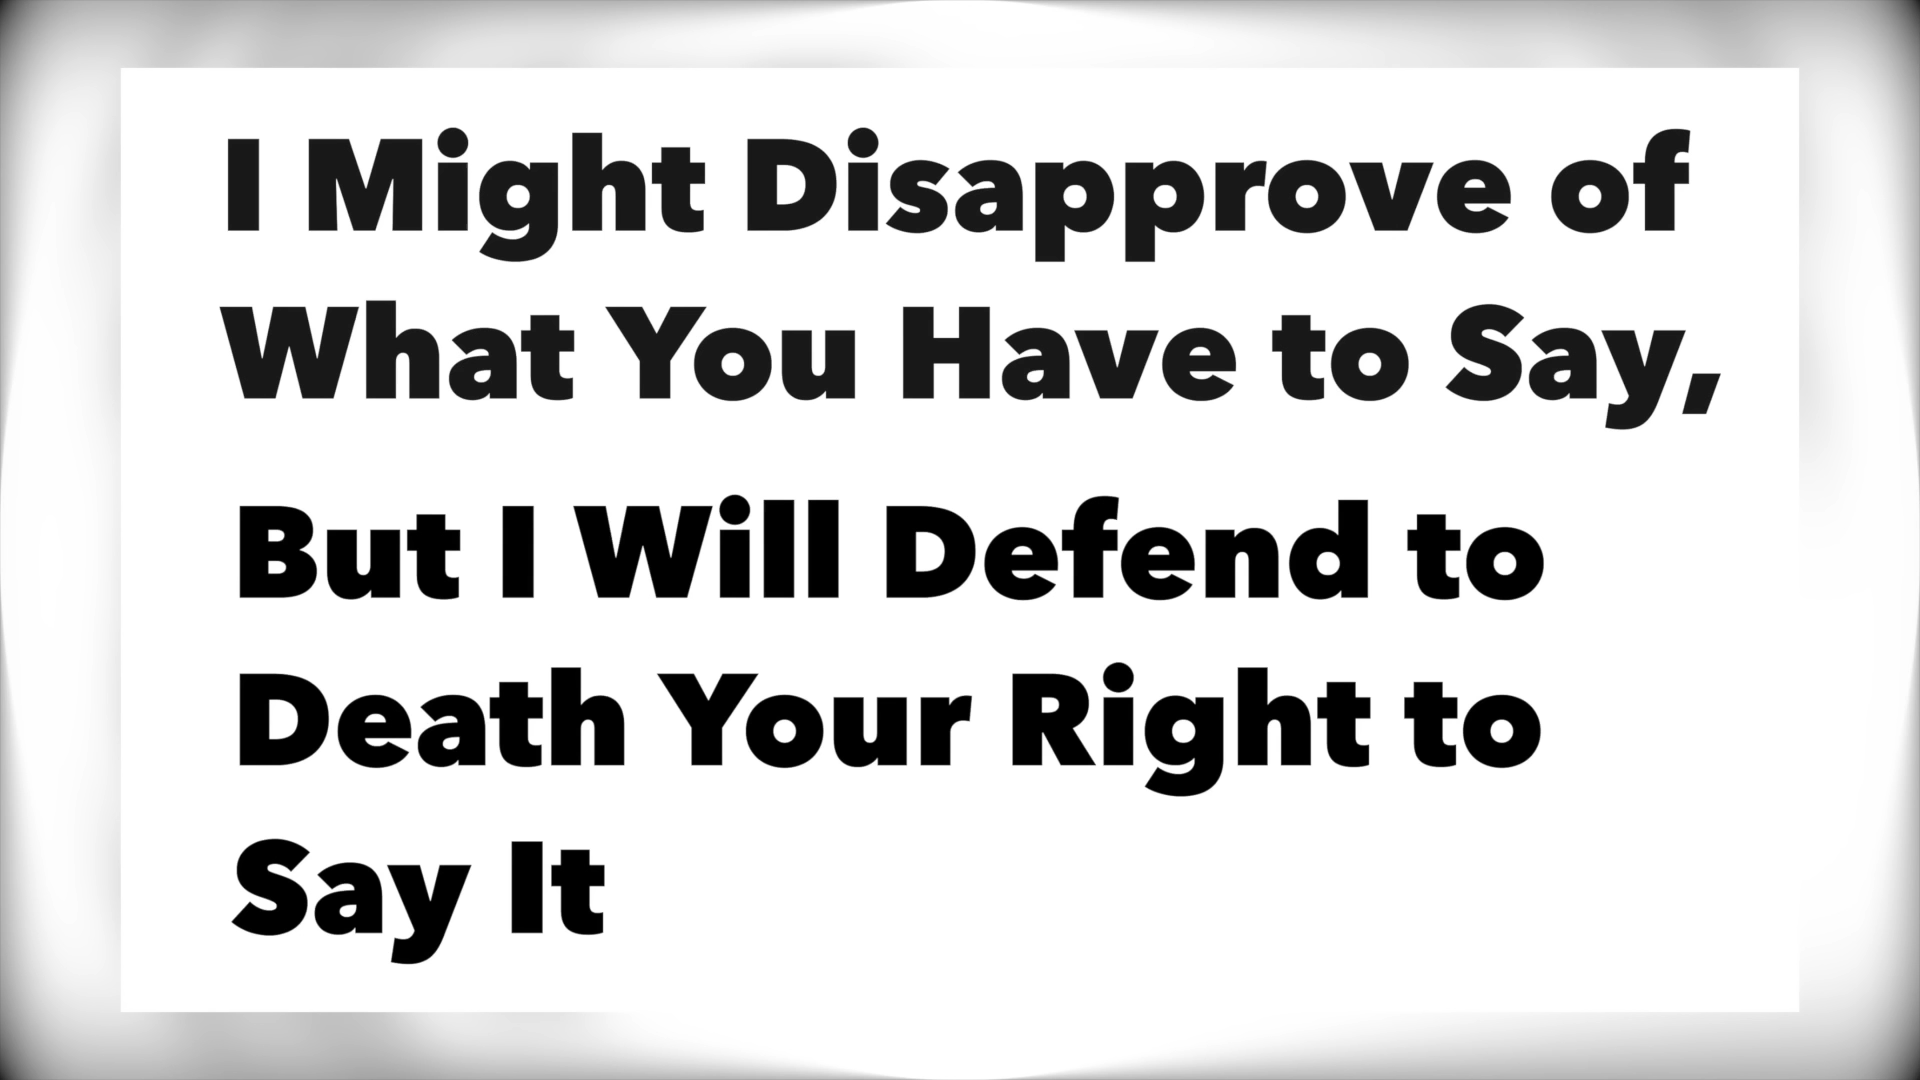 I Might Disapprove of
What You Have to Say,
But I Will Defend to
Death Your Right to
Say It